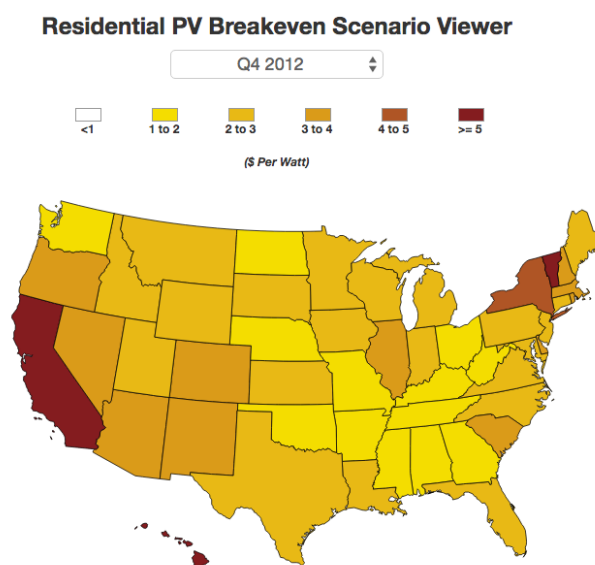 Residential PV Breakeven Scenario Viewer
Q4 2012
<1 1 to 2 2 to 3 3 to 4 4 to 5 >= 5
($ Per Watt)